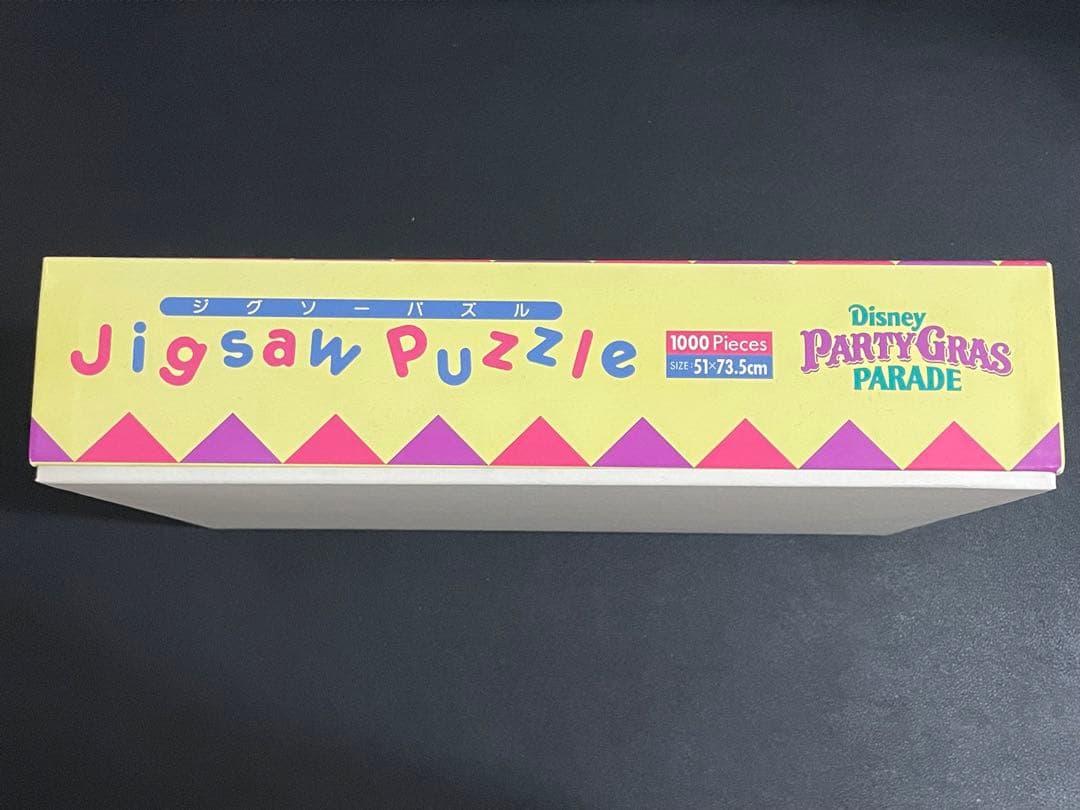 ジグソーパズル
Jigsaw Puzzle
1000 Pieces
SIZE:51×73.5cm
Disney
PARTY GRAS
PARADE